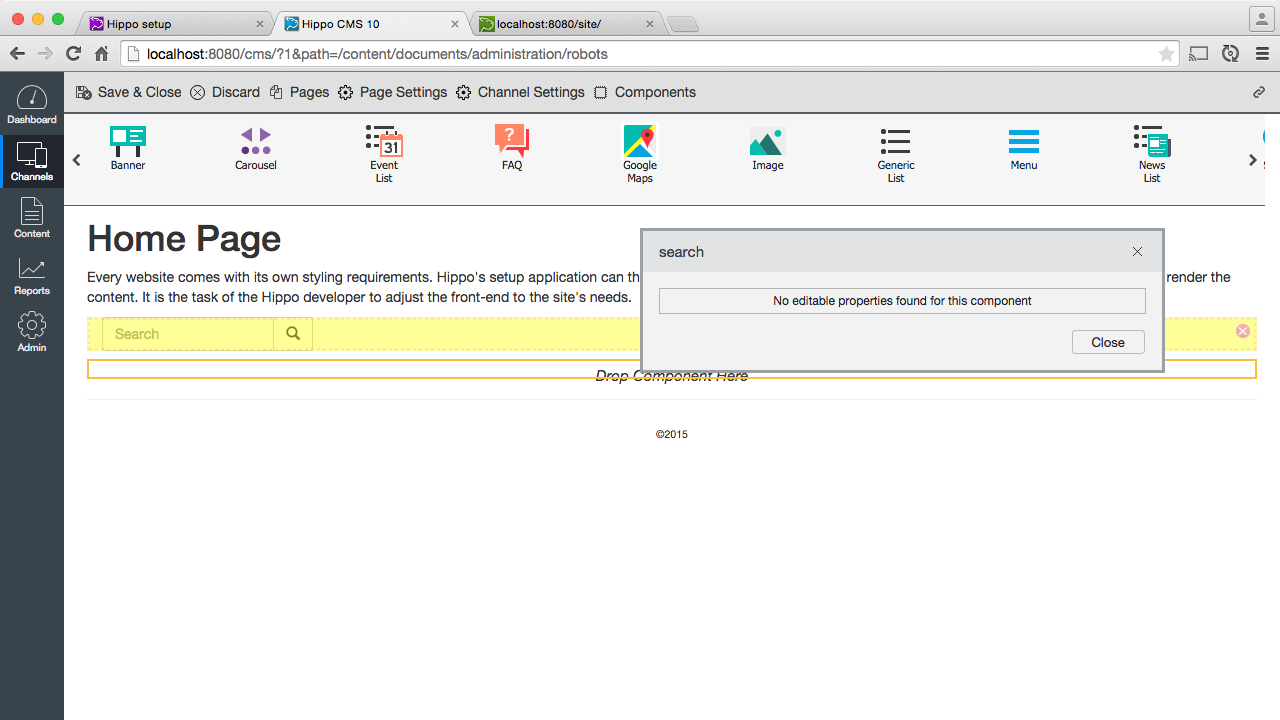 Hippo setup
Hippo CMS 10
localhost:8080/site/
localhost:8080/cms/?1&path=/content/documents/administration/robots
Dashboard
Channels
Content
Reports
Admin
Save & Close
Discard
Pages
Page Settings
Channel Settings
Components
Banner
Carousel
Event
List
FAQ
Google
Maps
Image
Generic
List
Menu
News
List
31
Home Page
Every website comes with its own styling requirements. Hippo's setup application can
render the
content. It is the task of the Hippo developer to adjust the front-end to the site's needs.
search
No editable properties found for this component
Close
Search
Drop Component Here
©2015